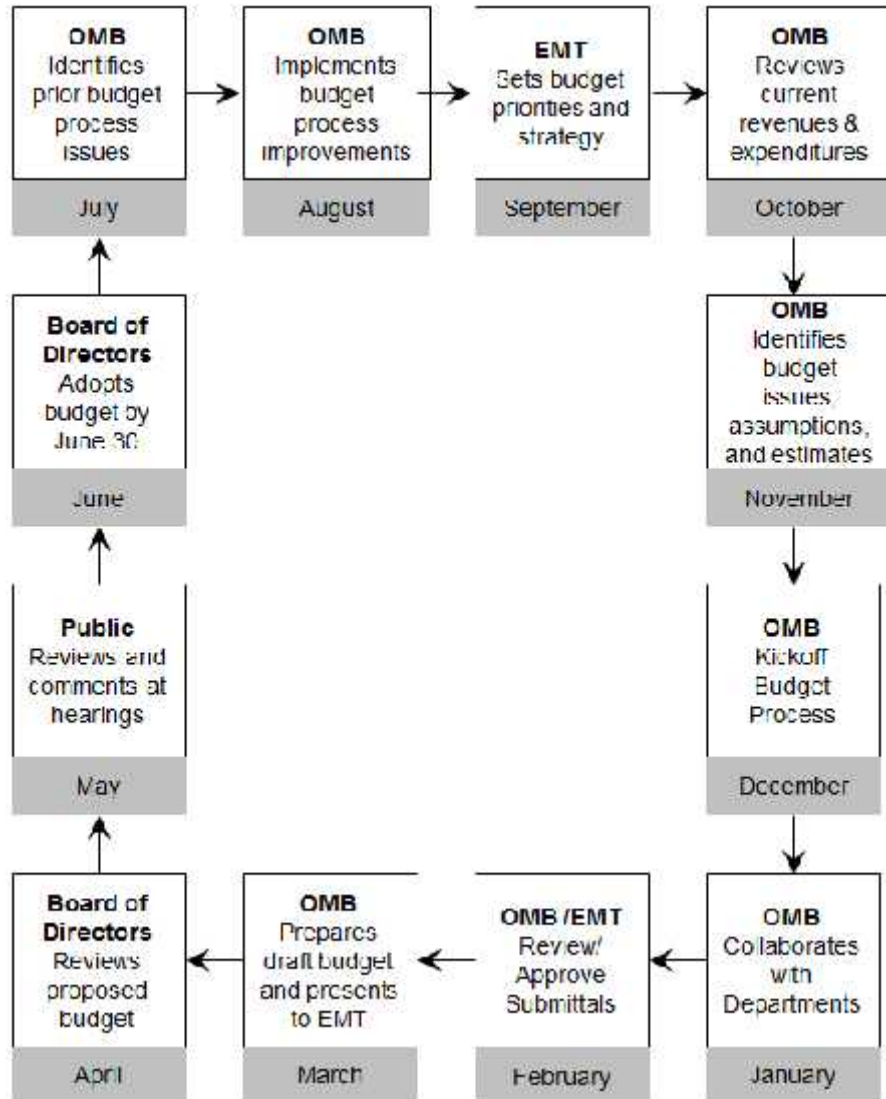 OMB
Identifies
prior budget
process
issues
July
OMB
Implements
budget
process
improvements
August
EMT
Sets budget
priorities and
strategy
September
OMB
Reviews
current
revenues &
expenditures
October
OMB
Identifies
budget
issues,
assumptions,
and estimates
November
OMB
Kickoff
Budget
Process
December
OMB
Collaborates
with
Departments
January
OMB /EMT
Review/
Approve
Submittals
February
OMB
Prepares
draft budget
and presents
to EMT
March
Board of
Directors
Reviews
proposed
budget
April
Public
Reviews and
comments at
hearings
May
Board of
Directors
Adopts
budget by
June 30
June